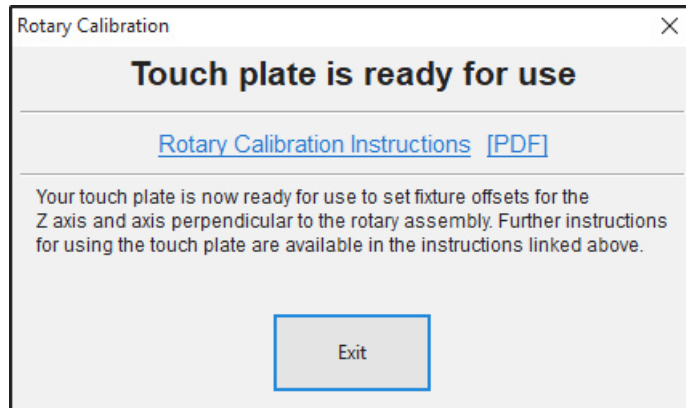 Rotary Calibration
Touch plate is ready for use
Rotary Calibration Instructions [PDF]
Your touch plate is now ready for use to set fixture offsets for the
Z axis and axis perpendicular to the rotary assembly. Further instructions
for using the touch plate are available in the instructions linked above.
Exit